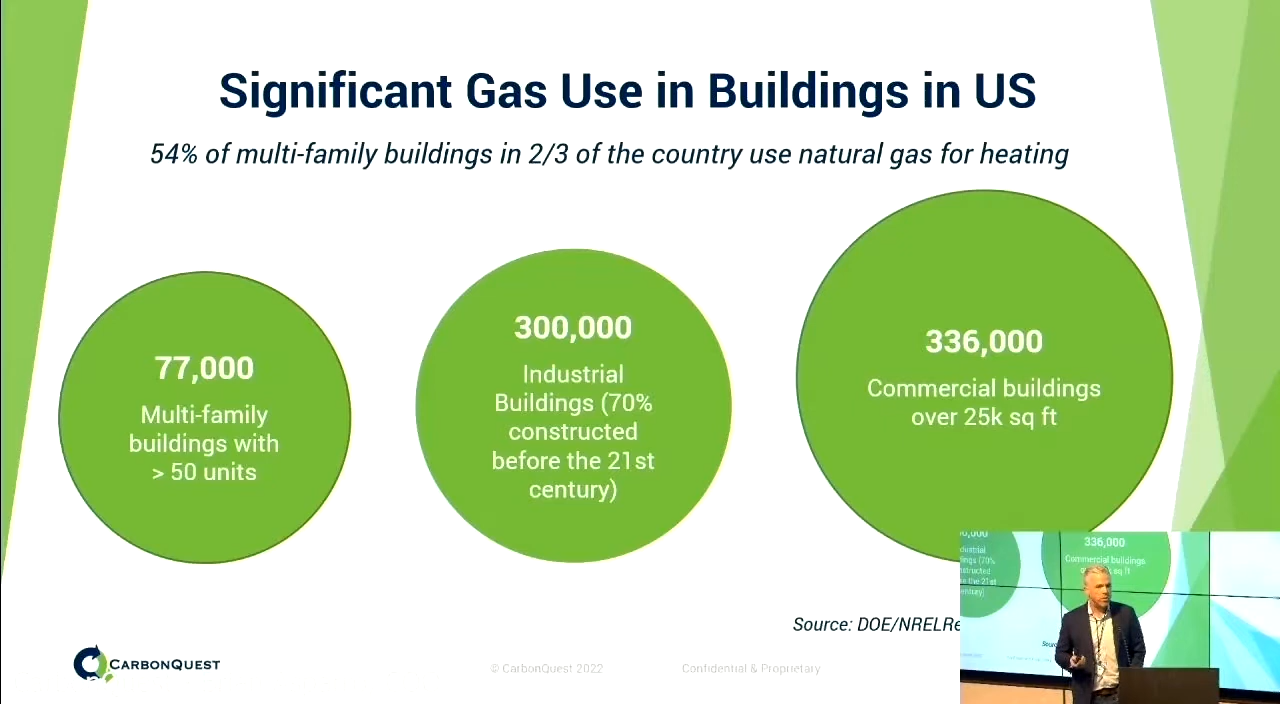 Significant Gas Use in Buildings in US
54% of multi-family buildings in 2/3 of the country use natural gas for heating
77,000
Multi-family
buildings with
> 50 units
300,000
Industrial
Buildings (70%
constructed
before the 21st
century)
336,000
Commercial buildings
over 25k sq ft
Source: DOE/NRELRe
CARBONQUEST
© CarbonQuest 2022
Confidential & Proprietary
336,000
Commercial buildings
sq ft